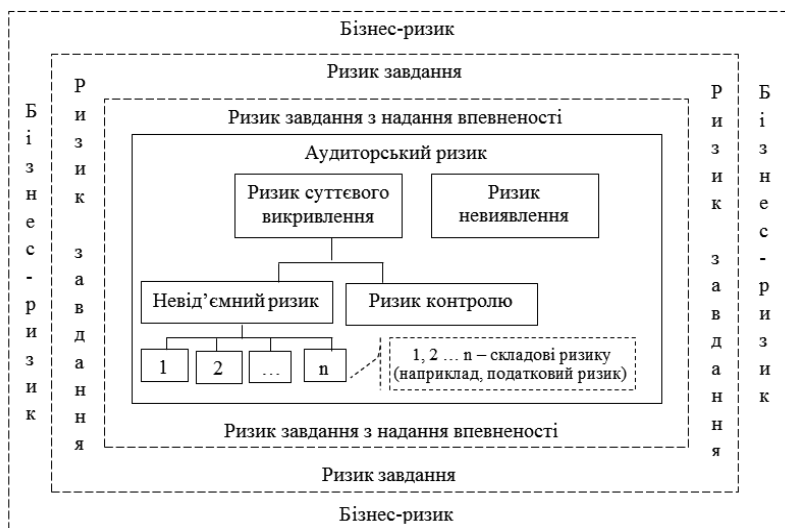 Бізнес-ризик
Ризик завдання
Ризик завдання з надання впевненості
Аудиторський ризик
Бізнес-ризик
Ризик завдання
Ризик суттєвого
викривлення
Ризик
невиявлення
Невід’ємний ризик
Ризик контролю
1
2
…
n
1, 2 … n – складові ризику
(наприклад, податковий ризик)
Ризик завдання
Бізнес-ризик
Ризик завдання з надання впевненості
Ризик завдання
Бізнес-ризик